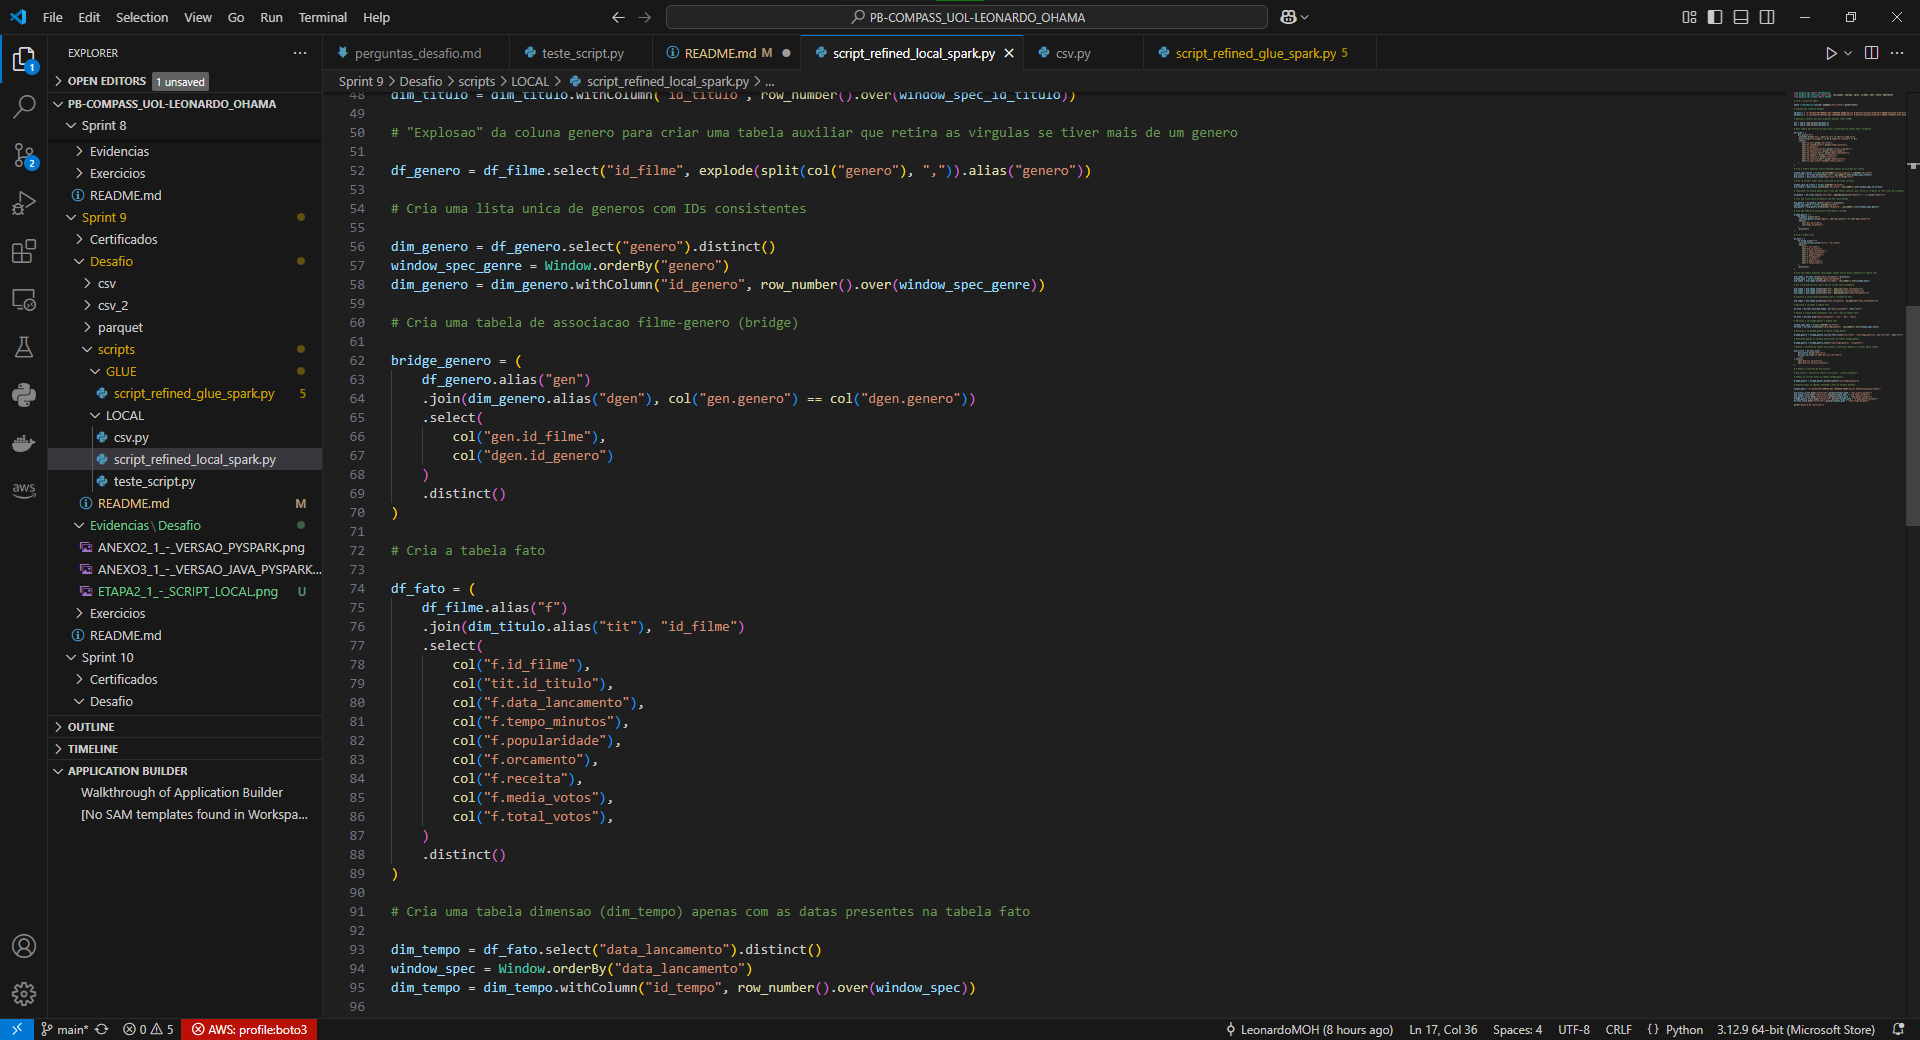 File Edit Selection View Go Run Terminal Help
PB-COMPASS_UOL-LEONARDO_OHAMA
EXPLORER
OPEN EDITORS 1 unsaved
PB-COMPASS_UOL-LEONARDO_OHAMA
Sprint 8
Evidencias
Exercicios
README.md
Sprint 9
Certificados
Desafio
csv
csv_2
parquet
scripts
GLUE
script_refined_glue_spark.py 5
LOCAL
csv.py
script_refined_local_spark.py
teste_script.py
README.md M
Evidencias\Desafio
ANEXO2_1_-_VERSAO_PYSPARK.png
ANEXO3_1_-_VERSAO_JAVA_PYSPARK...
ETAPA2_1_-_SCRIPT_LOCAL.png U
Exercicios
README.md
Sprint 10
Certificados
Desafio
OUTLINE
TIMELINE
APPLICATION BUILDER
Walkthrough of Application Builder
[No SAM templates found in Workspa...
perguntas_desafio.md teste_script.py README.md M script_refined_local_spark.py csv.py script_refined_glue_spark.py 5
Sprint 9 > Desafio > scripts > LOCAL > script_refined_local_spark.py > ...
48 dim_titulo = dim_titulo.withColumn("id_titulo", row_number().over(window_spec_id_titulo))
49
50 # "Explosao" da coluna genero para criar uma tabela auxiliar que retira as virgulas se tiver mais de um genero
51
52 df_genero = df_filme.select("id_filme", explode(split(col("genero"), ",")).alias("genero"))
53
54 # Cria uma lista unica de generos com IDs consistentes
55
56 dim_genero = df_genero.select("genero").distinct()
57 window_spec_genre = Window.orderBy("genero")
58 dim_genero = dim_genero.withColumn("id_genero", row_number().over(window_spec_genre))
59
60 # Cria uma tabela de associacao filme-genero (bridge)
61
62 bridge_genero = (
63 df_genero.alias("gen")
64 .join(dim_genero.alias("dgen"), col("gen.genero") == col("dgen.genero"))
65 .select(
66 col("gen.id_filme"),
67 col("dgen.id_genero")
68 )
69 .distinct()
70 )
71
72 # Cria a tabela fato
73
74 df_fato = (
75 df_filme.alias("f")
76 .join(dim_titulo.alias("tit"), "id_filme")
77 .select(
78 col("f.id_filme"),
79 col("tit.id_titulo"),
80 col("f.data_lancamento"),
81 col("f.tempo_minutos"),
82 col("f.popularidade"),
83 col("f.orcamento"),
84 col("f.receita"),
85 col("f.media_votos"),
86 col("f.total_votos"),
87 )
88 .distinct()
89 )
90
91 # Cria uma tabela dimensao (dim_tempo) apenas com as datas presentes na tabela fato
92
93 dim_tempo = df_fato.select("data_lancamento").distinct()
94 window_spec = Window.orderBy("data_lancamento")
95 dim_tempo = dim_tempo.withColumn("id_tempo", row_number().over(window_spec))
96
main* 0 5 AWS: profile:boto3 LeonardoMOH (8 hours ago) Ln 17, Col 36 Spaces: 4 UTF-8 CRLF {} Python 3.12.9 64-bit (Microsoft Store)